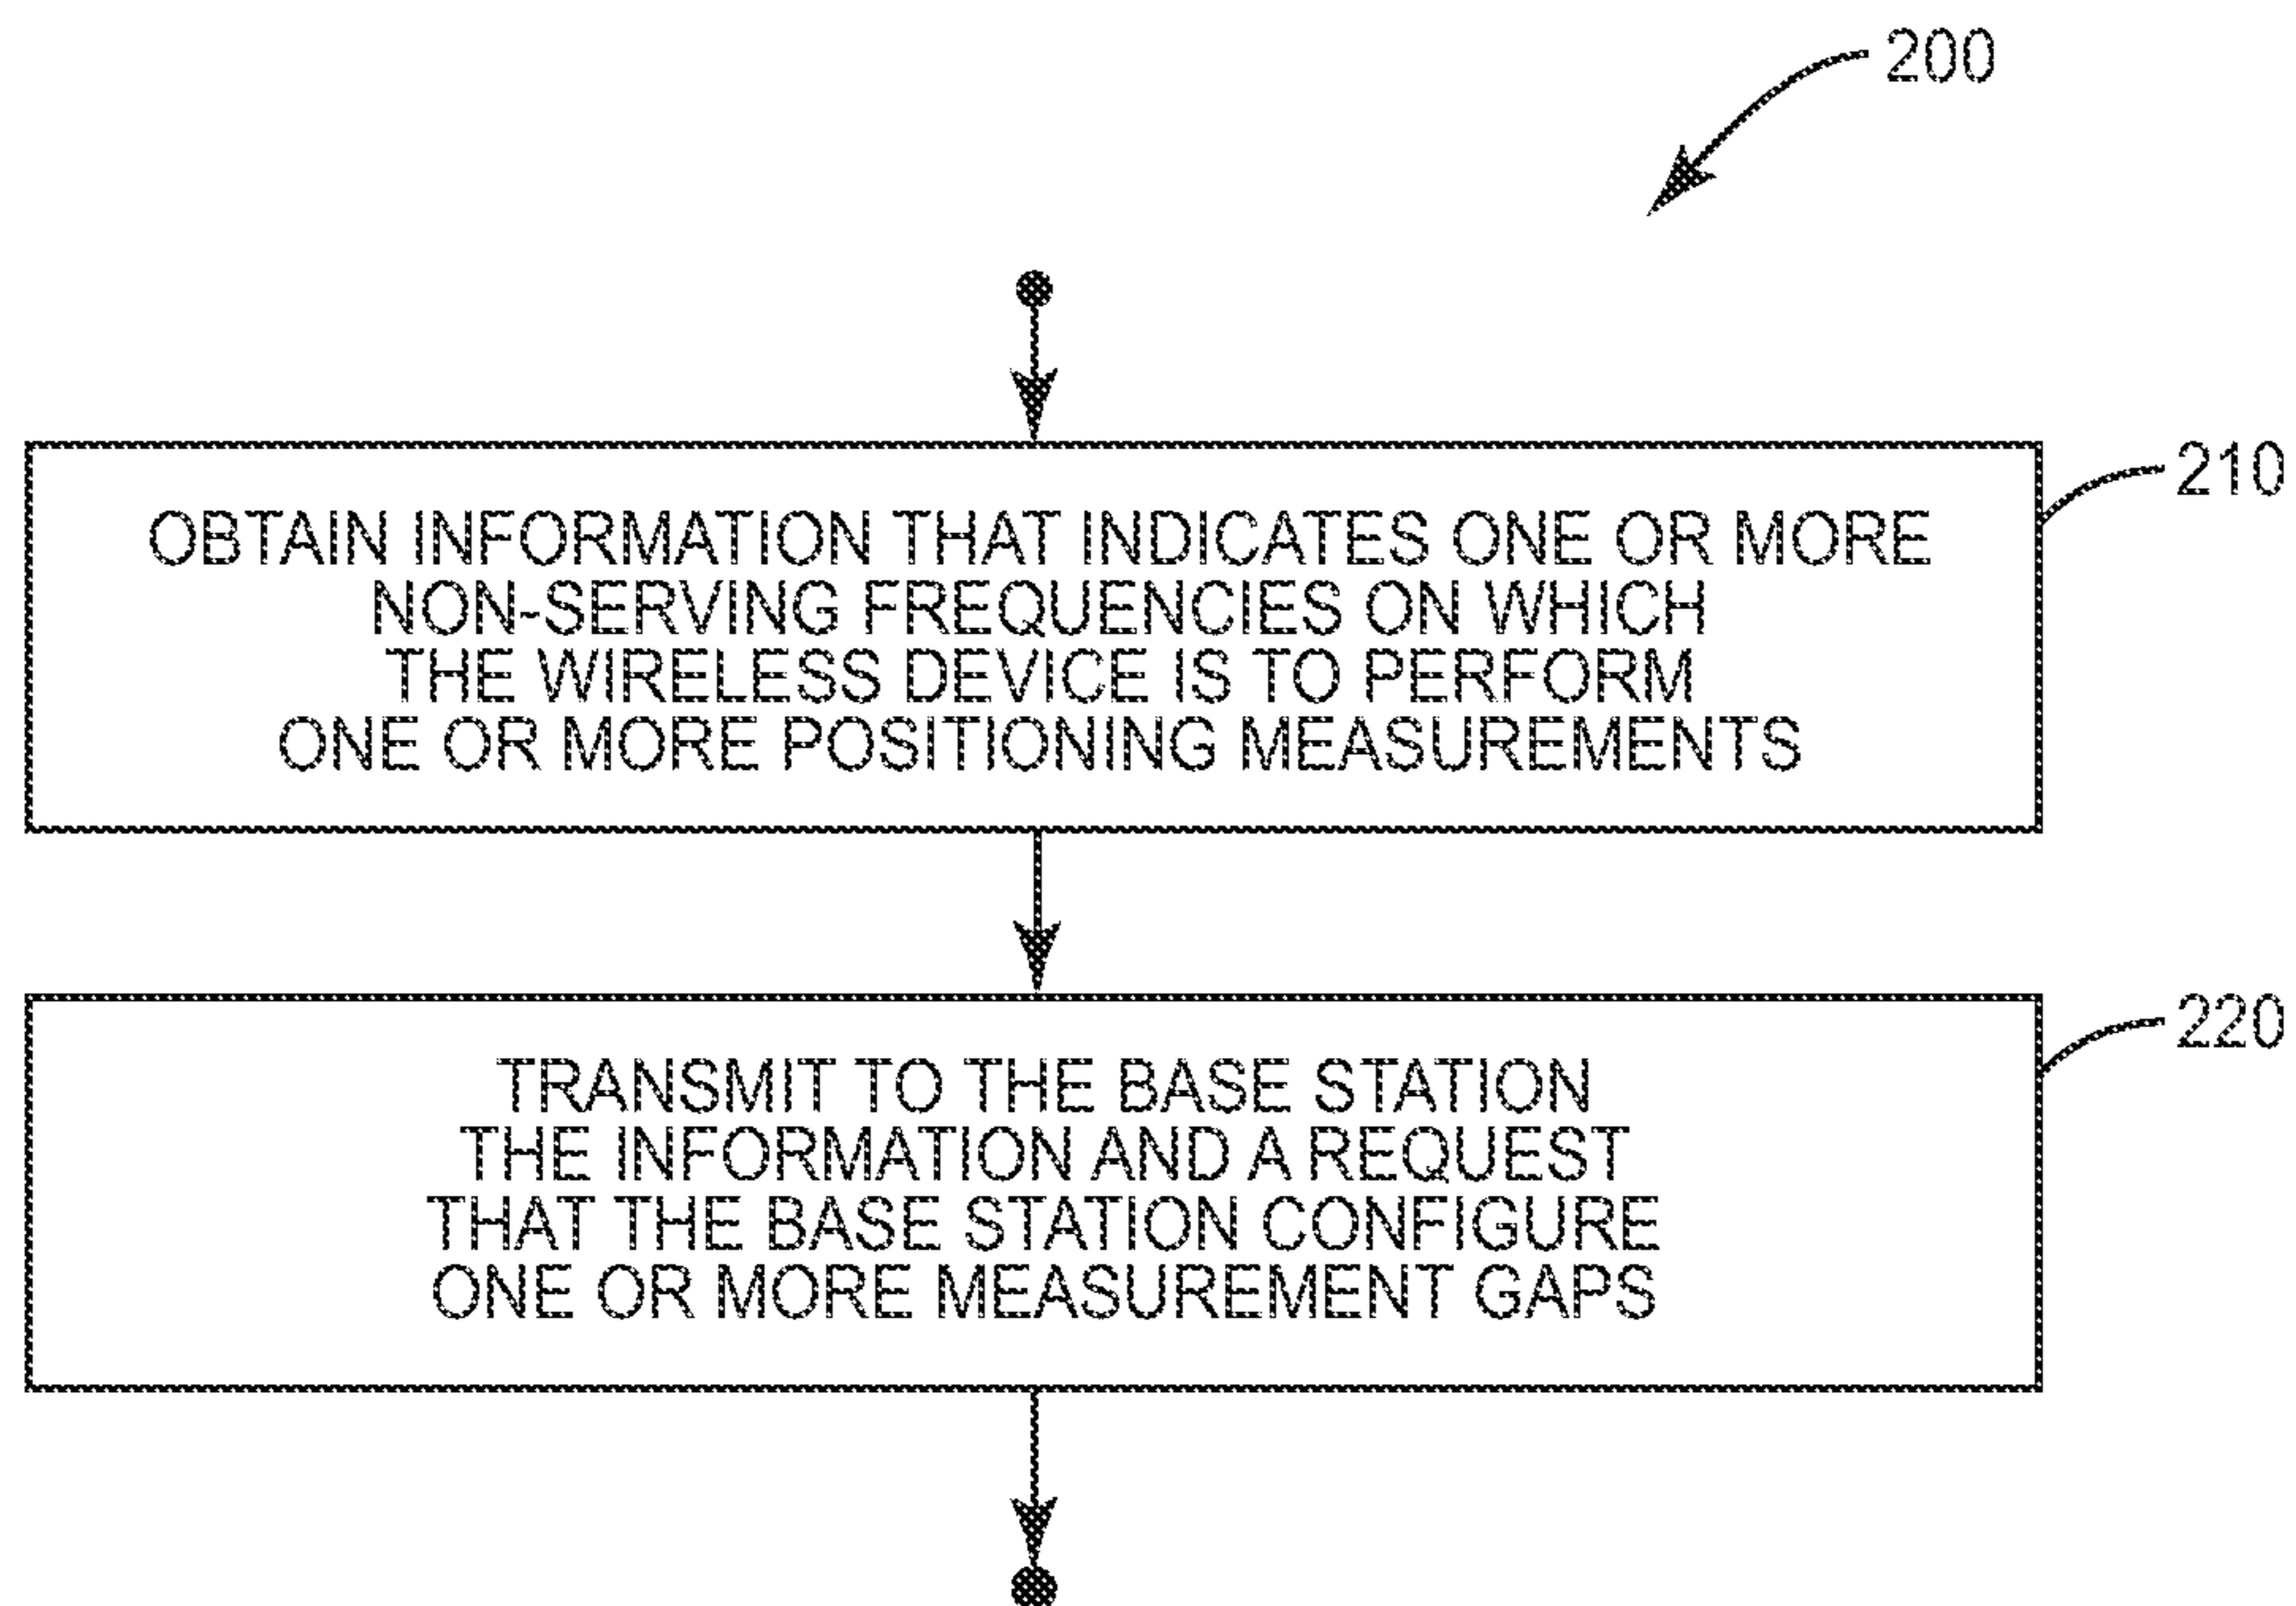 200
210
OBTAIN INFORMATION THAT INDICATES ONE OR MORE
NON-SERVING FREQUENCIES ON WHICH
THE WIRELESS DEVICE IS TO PERFORM
ONE OR MORE POSITIONING MEASUREMENTS
220
TRANSMIT TO THE BASE STATION
THE INFORMATION AND A REQUEST
THAT THE BASE STATION CONFIGURE
ONE OR MORE MEASUREMENT GAPS